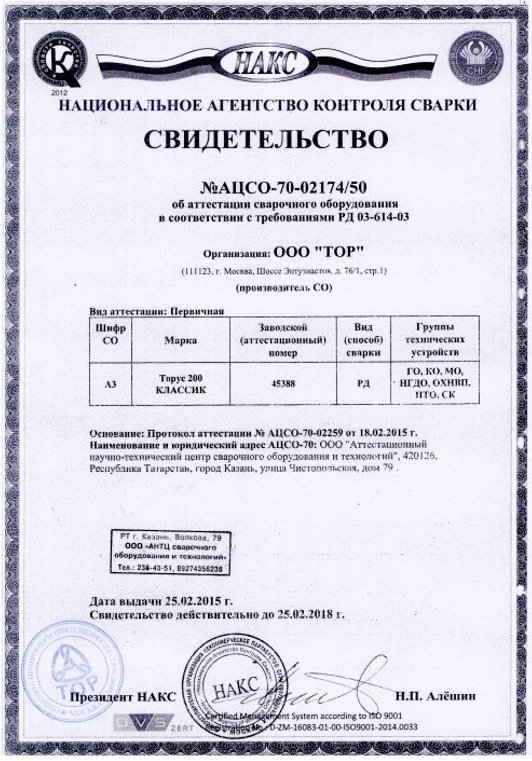 НАКС
СНГ
2012
НАЦИОНАЛЬНОЕ АГЕНТСТВО КОНТРОЛЯ СВАРКИ
СВИДЕТЕЛЬСТВО
№АЦСО-70-02174/50
об аттестации сварочного оборудования
в соответствии с требованиями РД 03-614-03
Организация: ООО "ТОР"
(111123, г. Москва, Шоссе Энтузиастов, д. 76/1, стр.1)
(производитель СО)
Вид аттестации: Первичная
Шифр СО
Марка
Заводской (аттестационный) номер
Вид (способ) сварки
Группы технических устройств
А3
Торус 200 КЛАССИК
45388
РД
ГО, КО, МО, НГДО, ОХНВП, ПТО, СК
Основание: Протокол аттестации № АЦСО-70-02259 от 18.02.2015 г.
Наименование и юридический адрес АЦСО-70: ООО "Аттестационный
научно-технический центр сварочного оборудования и технологий", 420126,
Республика Татарстан, город Казань, улица Чистопольская, дом 79 .
РТ г. Казань, Волкова, 79
ООО «АНТЦ сварочного
оборудования и технологий»
Тел.: 238-43-51, 89274356236
Дата выдачи 25.02.2015 г.
Свидетельство действительно до 25.02.2018 г.
ТОР
НАКС
Президент НАКС
Н.П. Алёшин
DVS ZERT
Certified Management System according to ISO 9001
D-ZM-16083-01-00-ISO9001-2014.0033